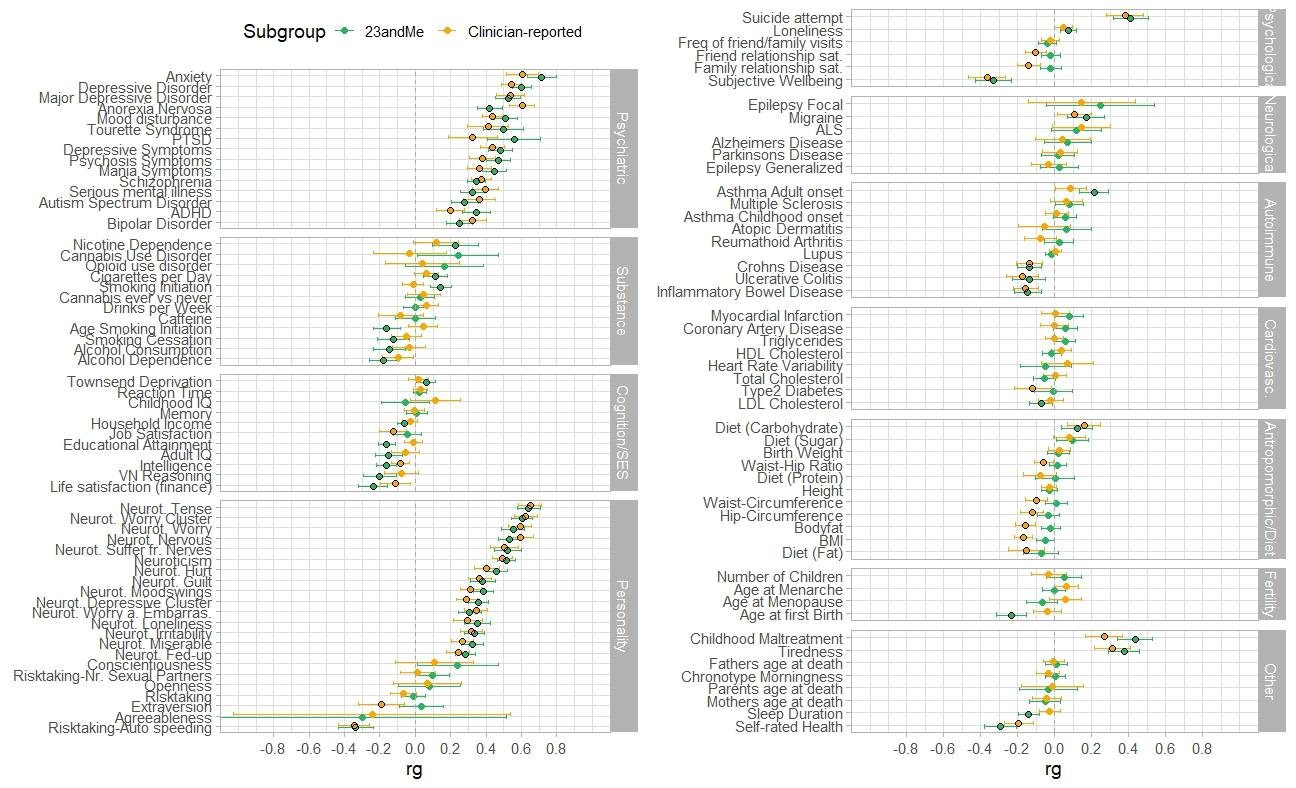 Subgroup 23andMe Clinician-reported
Anxiety
Depressive Disorder
Major Depressive Disorder
Anorexia Nervosa
Mood disturbance
Tourette Syndrome
PTSD
Depressive Symptoms
Psychosis Symptoms
Mania Symptoms
Schizophrenia
Serious mental illness
Autism Spectrum Disorder
ADHD
Bipolar Disorder
Psychiatric
Nicotine Dependence
Cannabis Use Disorder
Opioid use disorder
Cigarettes per Day
Smoking Initiation
Cannabis ever vs never
Drinks per Week
Caffeine
Age Smoking Initiation
Smoking Cessation
Alcohol Consumption
Alcohol Dependence
Substance
Townsend Deprivation
Reaction Time
Childhood IQ
Memory
Household Income
Job Satisfaction
Educational Attainment
Adult IQ
Intelligence
VN Reasoning
Life satisfaction (finance)
Cognition/SES
Neurot. Tense
Neurot. Worry Cluster
Neurot. Worry
Neurot. Nervous
Neurot. Suffer fr. Nerves
Neuroticism
Neurot. Hurt
Neurot. Guilt
Neurot. Moodswings
Neurot. Depressive Cluster
Neurot. Worry a. Embarras.
Neurot. Loneliness
Neurot. Irritability
Neurot. Miserable
Neurot. Fed-up
Conscientiousness
Risktaking-Nr. Sexual Partners
Openness
Risktaking
Extraversion
Agreeableness
Risktaking-Auto speeding
Personality
-0.8 -0.6 -0.4 -0.2 0.0 0.2 0.4 0.6 0.8
rg
Suicide attempt
Loneliness
Freq of friend/family visits
Friend relationship sat.
Family relationship sat.
Subjective Wellbeing
Psychologica
Epilepsy Focal
Migraine
ALS
Alzheimers Disease
Parkinsons Disease
Epilepsy Generalized
Neurologica
Asthma Adult onset
Multiple Sclerosis
Asthma Childhood onset
Atopic Dermatitis
Reumathoid Arthritis
Lupus
Crohns Disease
Ulcerative Colitis
Inflammatory Bowel Disease
Autoimmune
Myocardial Infarction
Coronary Artery Disease
Triglycerides
HDL Cholesterol
Heart Rate Variability
Total Cholesterol
Type2 Diabetes
LDL Cholesterol
Cardiovasc.
Diet (Carbohydrate)
Diet (Sugar)
Birth Weight
Waist-Hip Ratio
Diet (Protein)
Height
Waist-Circumference
Hip-Circumference
Bodyfat
BMI
Diet (Fat)
Antropomorphic/Diet
Number of Children
Age at Menarche
Age at Menopause
Age at first Birth
Fertility
Childhood Maltreatment
Tiredness
Fathers age at death
Chronotype Morningness
Parents age at death
Mothers age at death
Sleep Duration
Self-rated Health
Other
-0.8 -0.6 -0.4 -0.2 0.0 0.2 0.4 0.6 0.8
rg